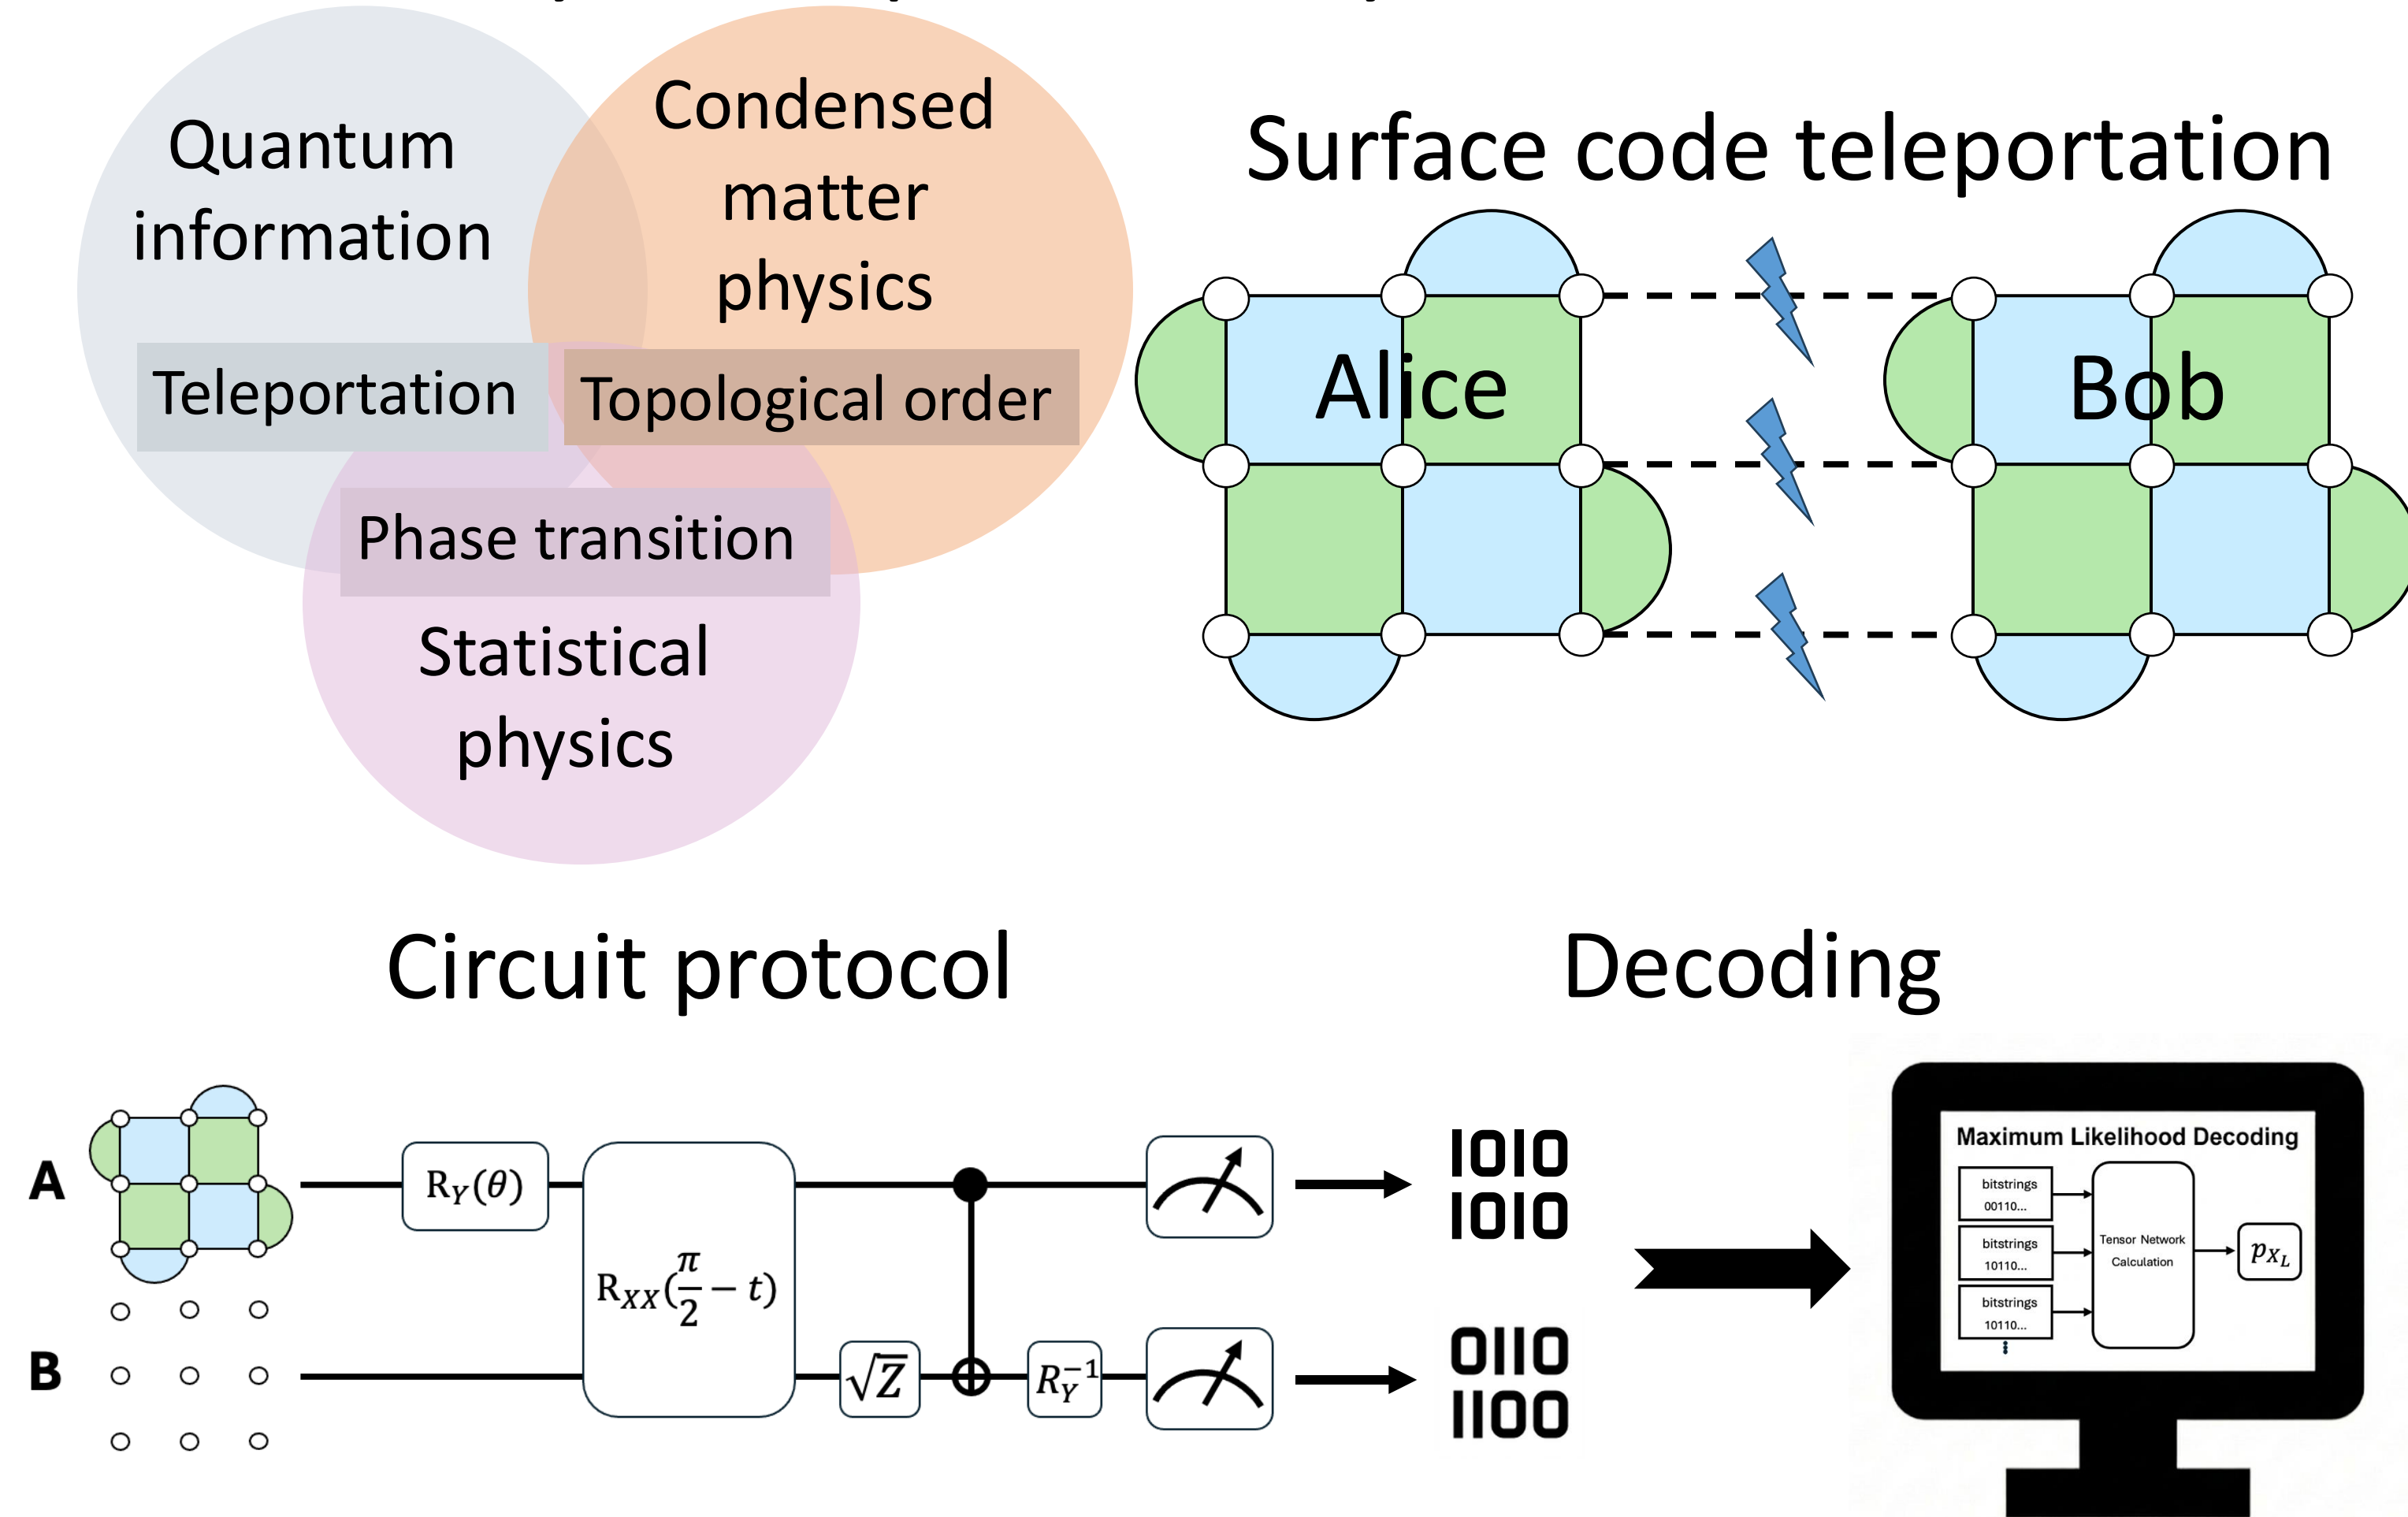 Quantum
information
Condensed
matter
physics
Teleportation
Topological order
Phase transition
Statistical
physics
Surface code teleportation
Alice
Bob
Circuit protocol
Decoding
A
R_Y(θ)
R_XX(π/2 − t)
B
√Z
R_Y^−1
1010
1010
0110
1100
Maximum Likelihood Decoding
bitstrings
00110...
bitstrings
10110...
bitstrings
10110...
Tensor Network
Calculation
p_X_L